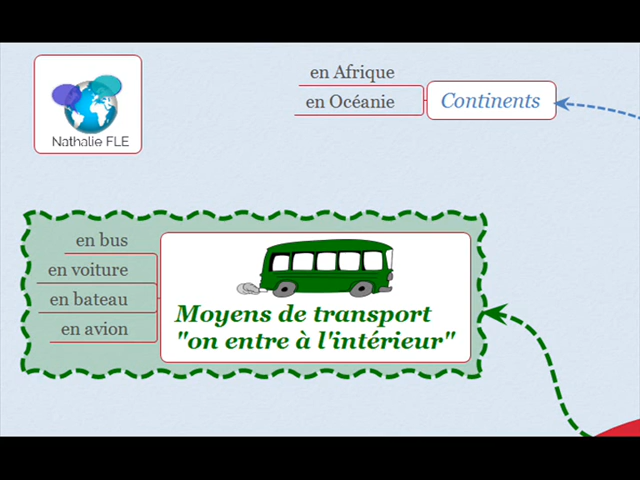 Nathalie FLE
en Afrique
en Océanie
Continents
en bus
en voiture
en bateau
en avion
Moyens de transport
"on entre à l'intérieur"